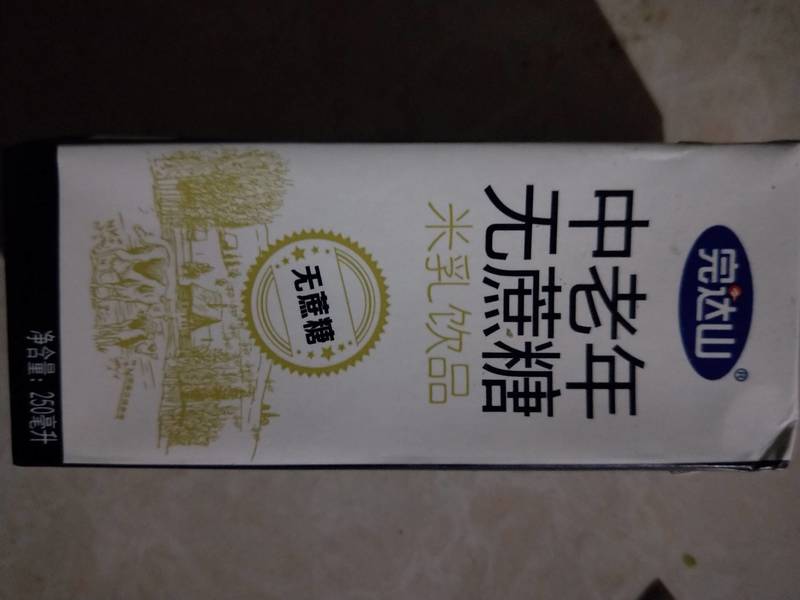 完达山®
中老年
无蔗糖
米乳饮品
无蔗糖
净含量：250毫升